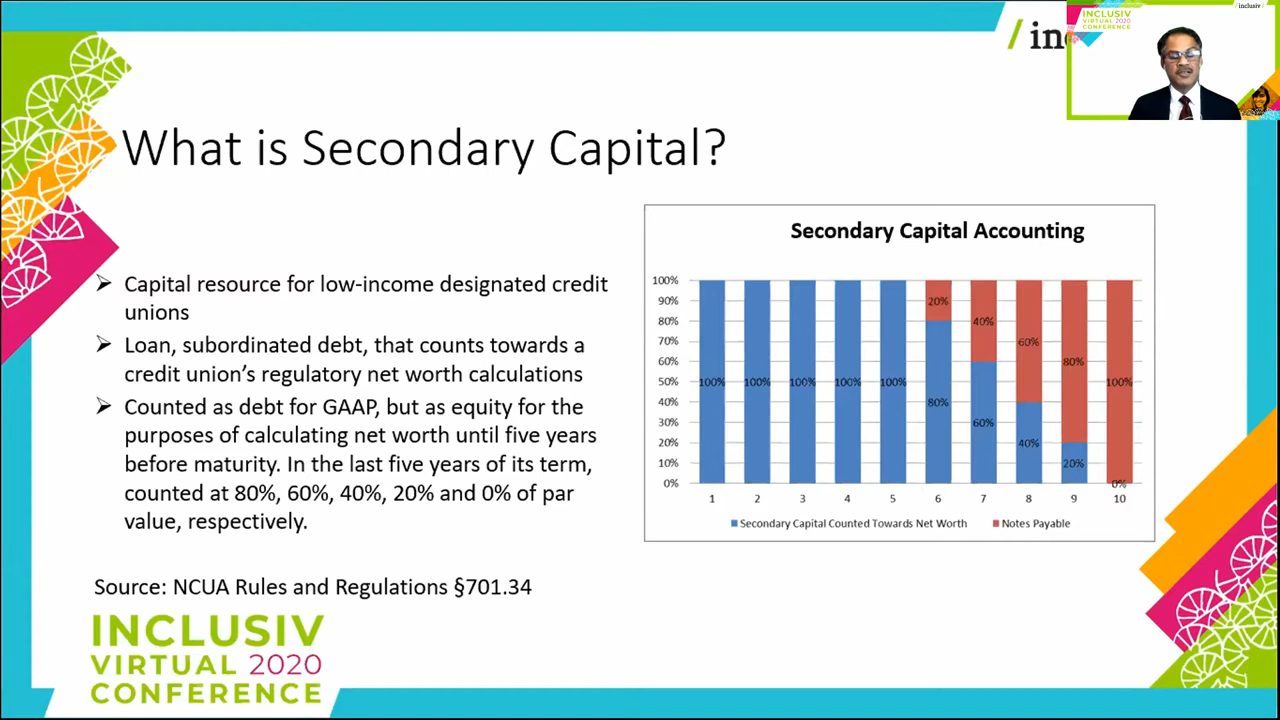 / inc
INCLUSIV
VIRTUAL 2020
CONFERENCE
/ inclusiv /
What is Secondary Capital?
➢ Capital resource for low-income designated credit
unions
➢ Loan, subordinated debt, that counts towards a
credit union’s regulatory net worth calculations
➢ Counted as debt for GAAP, but as equity for the
purposes of calculating net worth until five years
before maturity. In the last five years of its term,
counted at 80%, 60%, 40%, 20% and 0% of par
value, respectively.
Source: NCUA Rules and Regulations §701.34
Secondary Capital Accounting
100%
90%
80%
70%
60%
50%
40%
30%
20%
10%
0%
100% 100% 100% 100% 100% 80% 60% 40% 20% 0%
20% 40% 60% 80% 100%
1 2 3 4 5 6 7 8 9 10
Secondary Capital Counted Towards Net Worth Notes Payable
INCLUSIV
VIRTUAL 2020
CONFERENCE